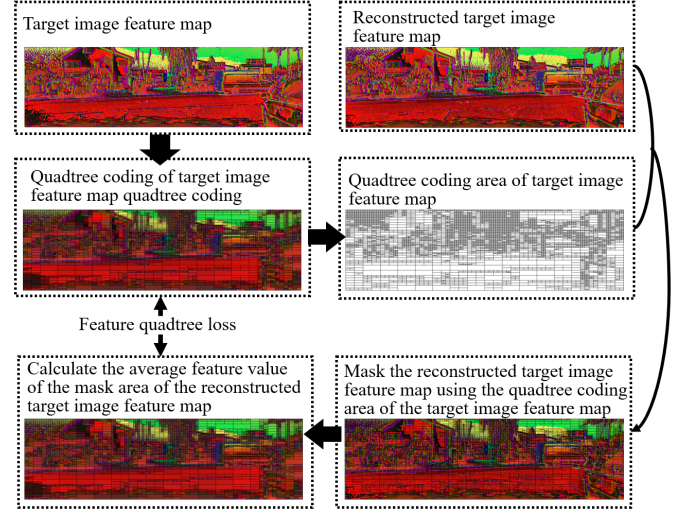 Target image feature map
Reconstructed target image
feature map
Quadtree coding of target image
feature map quadtree coding
Quadtree coding area of target image
feature map
Feature quadtree loss
Calculate the average feature value
of the mask area of the reconstructed
target image feature map
Mask the reconstructed target image
feature map using the quadtree coding
area of the target image feature map